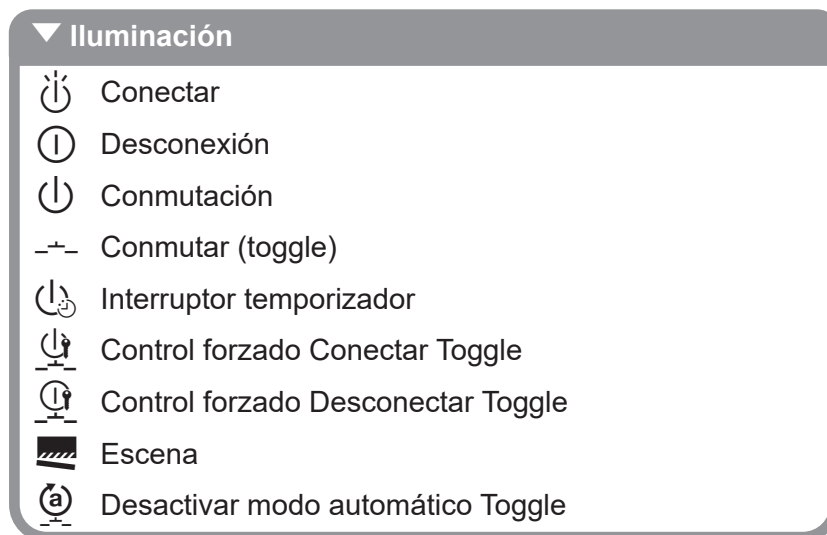 Iluminación
Conectar
Desconexión
Conmutación
Conmutar (toggle)
Interruptor temporizador
Control forzado Conectar Toggle
Control forzado Desconectar Toggle
Escena
a Desactivar modo automático Toggle